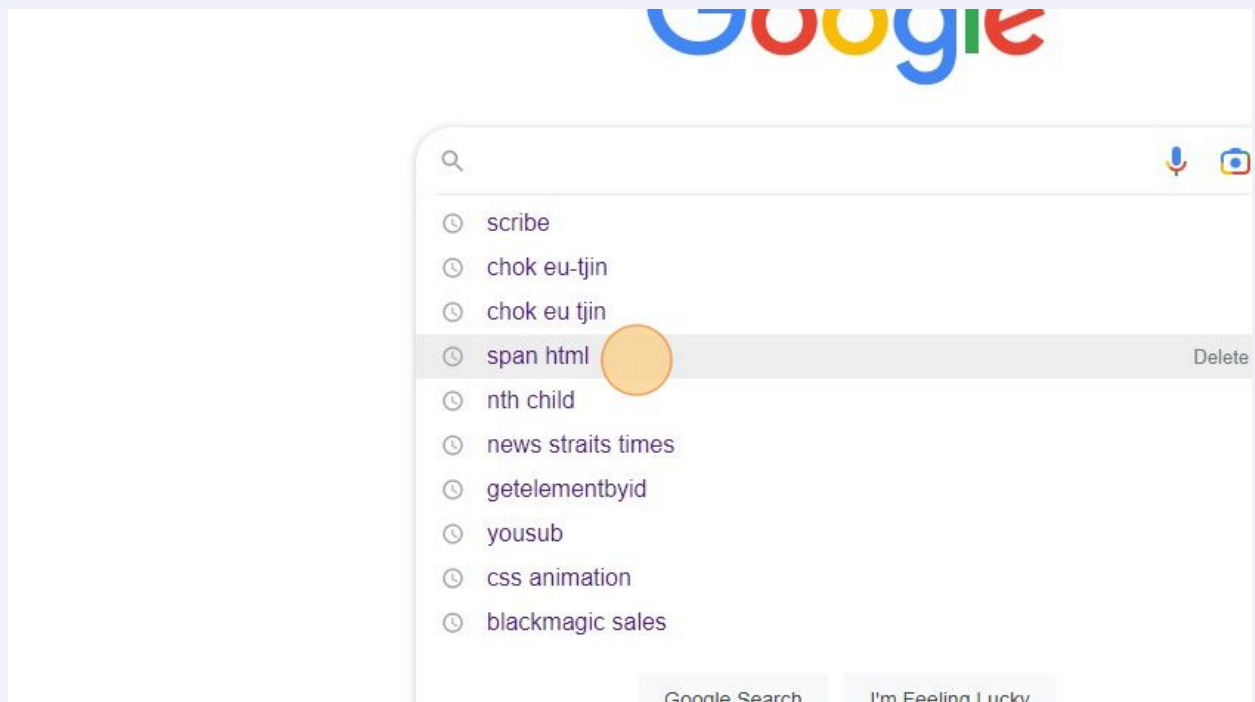 Google
scribe
chok eu-tjin
chok eu tjin
span html
Delete
nth child
news straits times
getelementbyid
yousub
css animation
blackmagic sales
Google Search
I'm Feeling Lucky